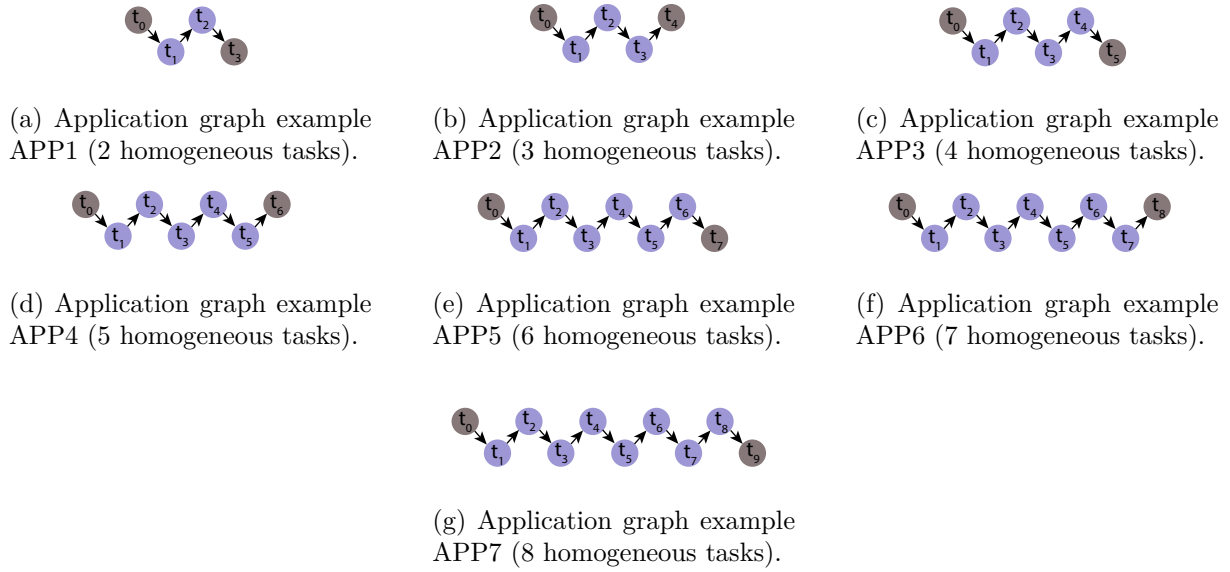 t0 t2
t1 t3
t0 t2 t4
t1 t3
t0 t2 t4
t1 t3 t5
(a) Application graph example
APP1 (2 homogeneous tasks).
(b) Application graph example
APP2 (3 homogeneous tasks).
(c) Application graph example
APP3 (4 homogeneous tasks).
t0 t2 t4 t6
t1 t3 t5
t0 t2 t4 t6
t1 t3 t5 t7
t0 t2 t4 t6 t8
t1 t3 t5 t7
(d) Application graph example
APP4 (5 homogeneous tasks).
(e) Application graph example
APP5 (6 homogeneous tasks).
(f) Application graph example
APP6 (7 homogeneous tasks).
t0 t2 t4 t6 t8
t1 t3 t5 t7 t9
(g) Application graph example
APP7 (8 homogeneous tasks).